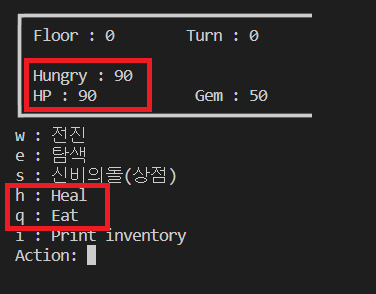 Floor : 0 Turn : 0
Hungry : 90
HP : 90 Gem : 50
w : 전진
e : 탐색
s : 신비의돌(상점)
h : Heal
q : Eat
i : Print inventory
Action: